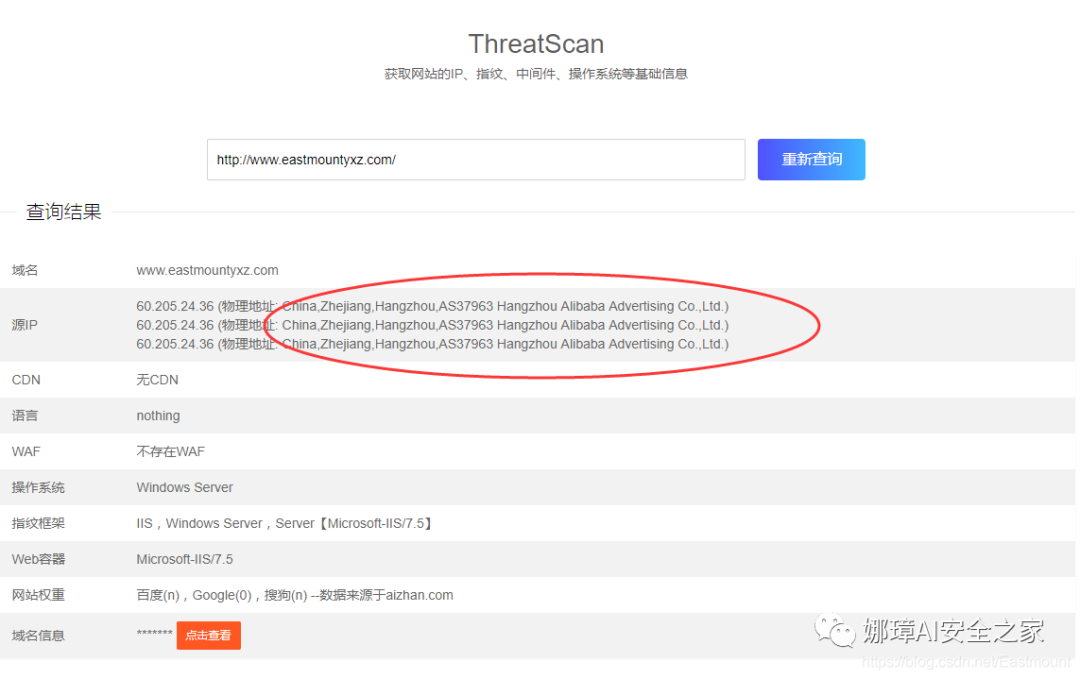 ThreatScan
获取网站的IP、指纹、中间件、操作系统等基础信息
http://www.eastmountyxz.com/
重新查询
查询结果
域名 www.eastmountyxz.com
60.205.24.36 (物理地址: China,Zhejiang,Hangzhou,AS37963 Hangzhou Alibaba Advertising Co.,Ltd.)
源IP 60.205.24.36 (物理地址: China,Zhejiang,Hangzhou,AS37963 Hangzhou Alibaba Advertising Co.,Ltd.)
60.205.24.36 (物理地址: China,Zhejiang,Hangzhou,AS37963 Hangzhou Alibaba Advertising Co.,Ltd.)
CDN 无CDN
语言 nothing
WAF 不存在WAF
操作系统 Windows Server
指纹框架 IIS，Windows Server，Server【Microsoft-IIS/7.5】
Web容器 Microsoft-IIS/7.5
网站权重 百度(n)，Google(0)，搜狗(n) --数据来源于aizhan.com
域名信息 ******* 点击查看
娜璋AI安全之家
https://blog.csdn.net/Eastmount